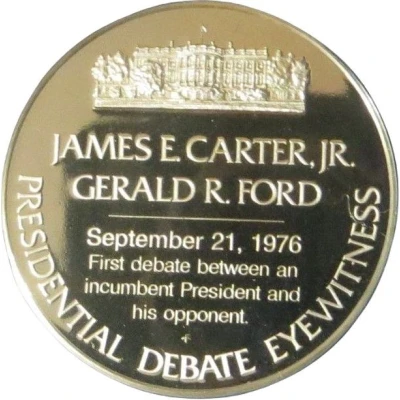 JAMES E. CARTER, JR.
GERALD R. FORD
September 21, 1976
First debate between an
incumbent President and
his opponent.
PRESIDENTIAL DEBATE EYEWITNESS